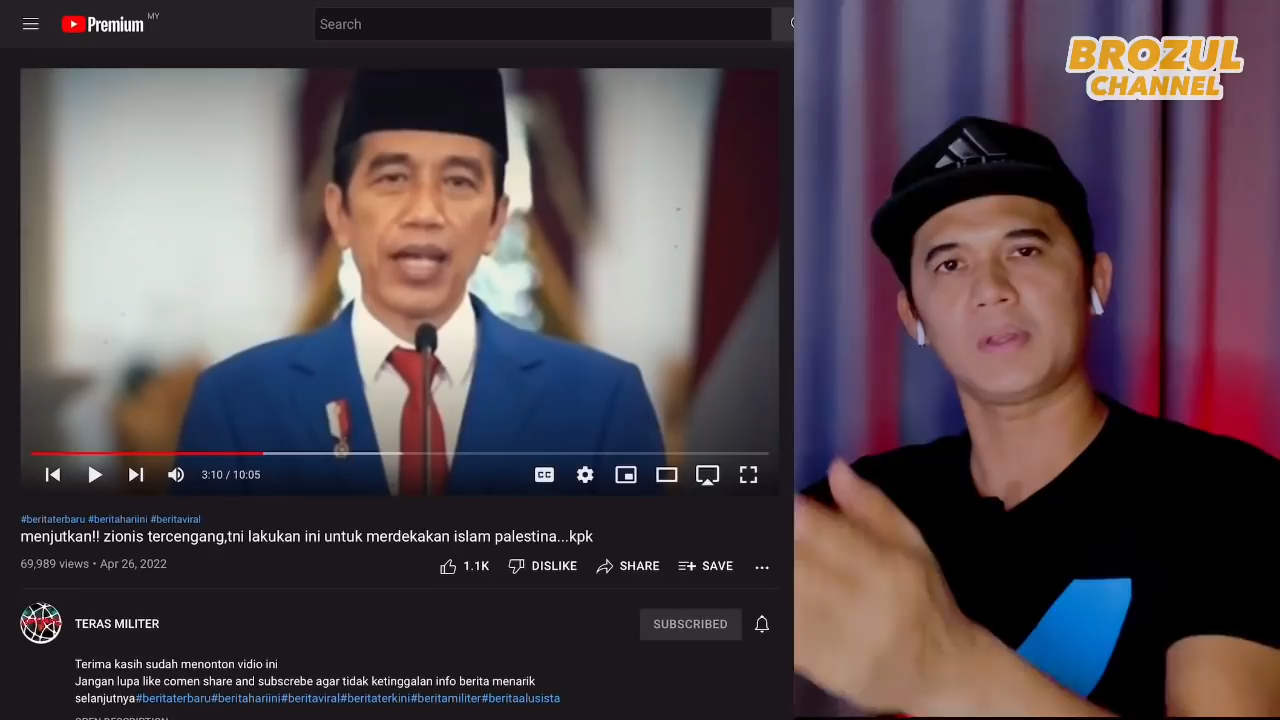 Premium MY
Search
BROZUL
CHANNEL
3:10 / 10:05
CC
#beritaterbaru #beritahariini #beritaviral
menjutkan!! zionis tercengang,tni lakukan ini untuk merdekakan islam palestina...kpk
69,989 views • Apr 26, 2022
1.1K DISLIKE SHARE SAVE
TERAS MILITER
SUBSCRIBED
Terima kasih sudah menonton vidio ini
Jangan lupa like comen share and subscrebe agar tidak ketinggalan info berita menarik
selanjutnya#beritaterbaru#beritahariini#beritaviral#beritaterkini#beritamiliter#beritaalusista